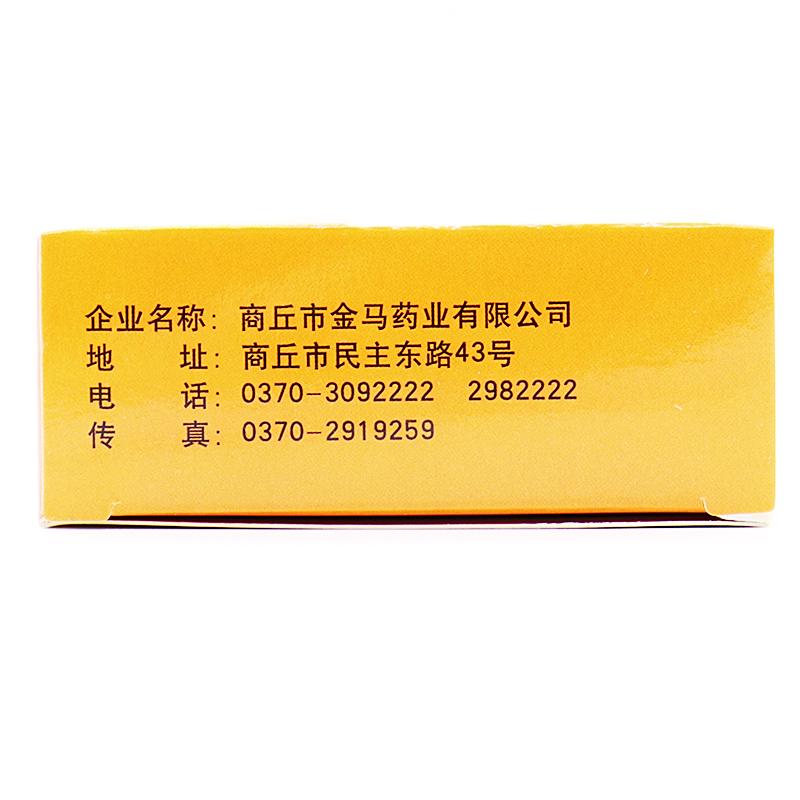 企业名称: 商丘市金马药业有限公司
地 址: 商丘市民主东路43号
电 话: 0370-3092222 2982222
传 真: 0370-2919259